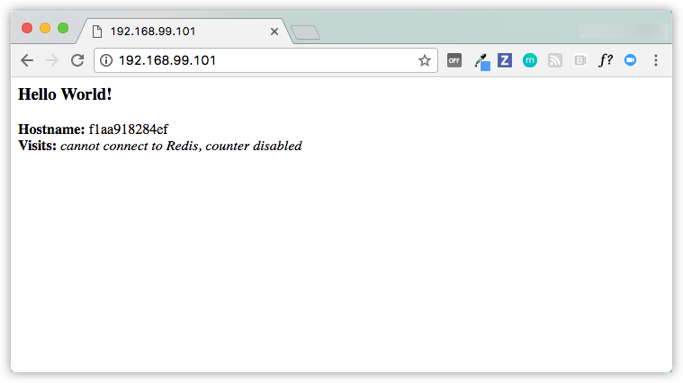 192.168.99.101
192.168.99.101
OFF
Z
m
B
f?
Hello World!
Hostname: f1aa918284ef
Visits: cannot connect to Redis, counter disabled